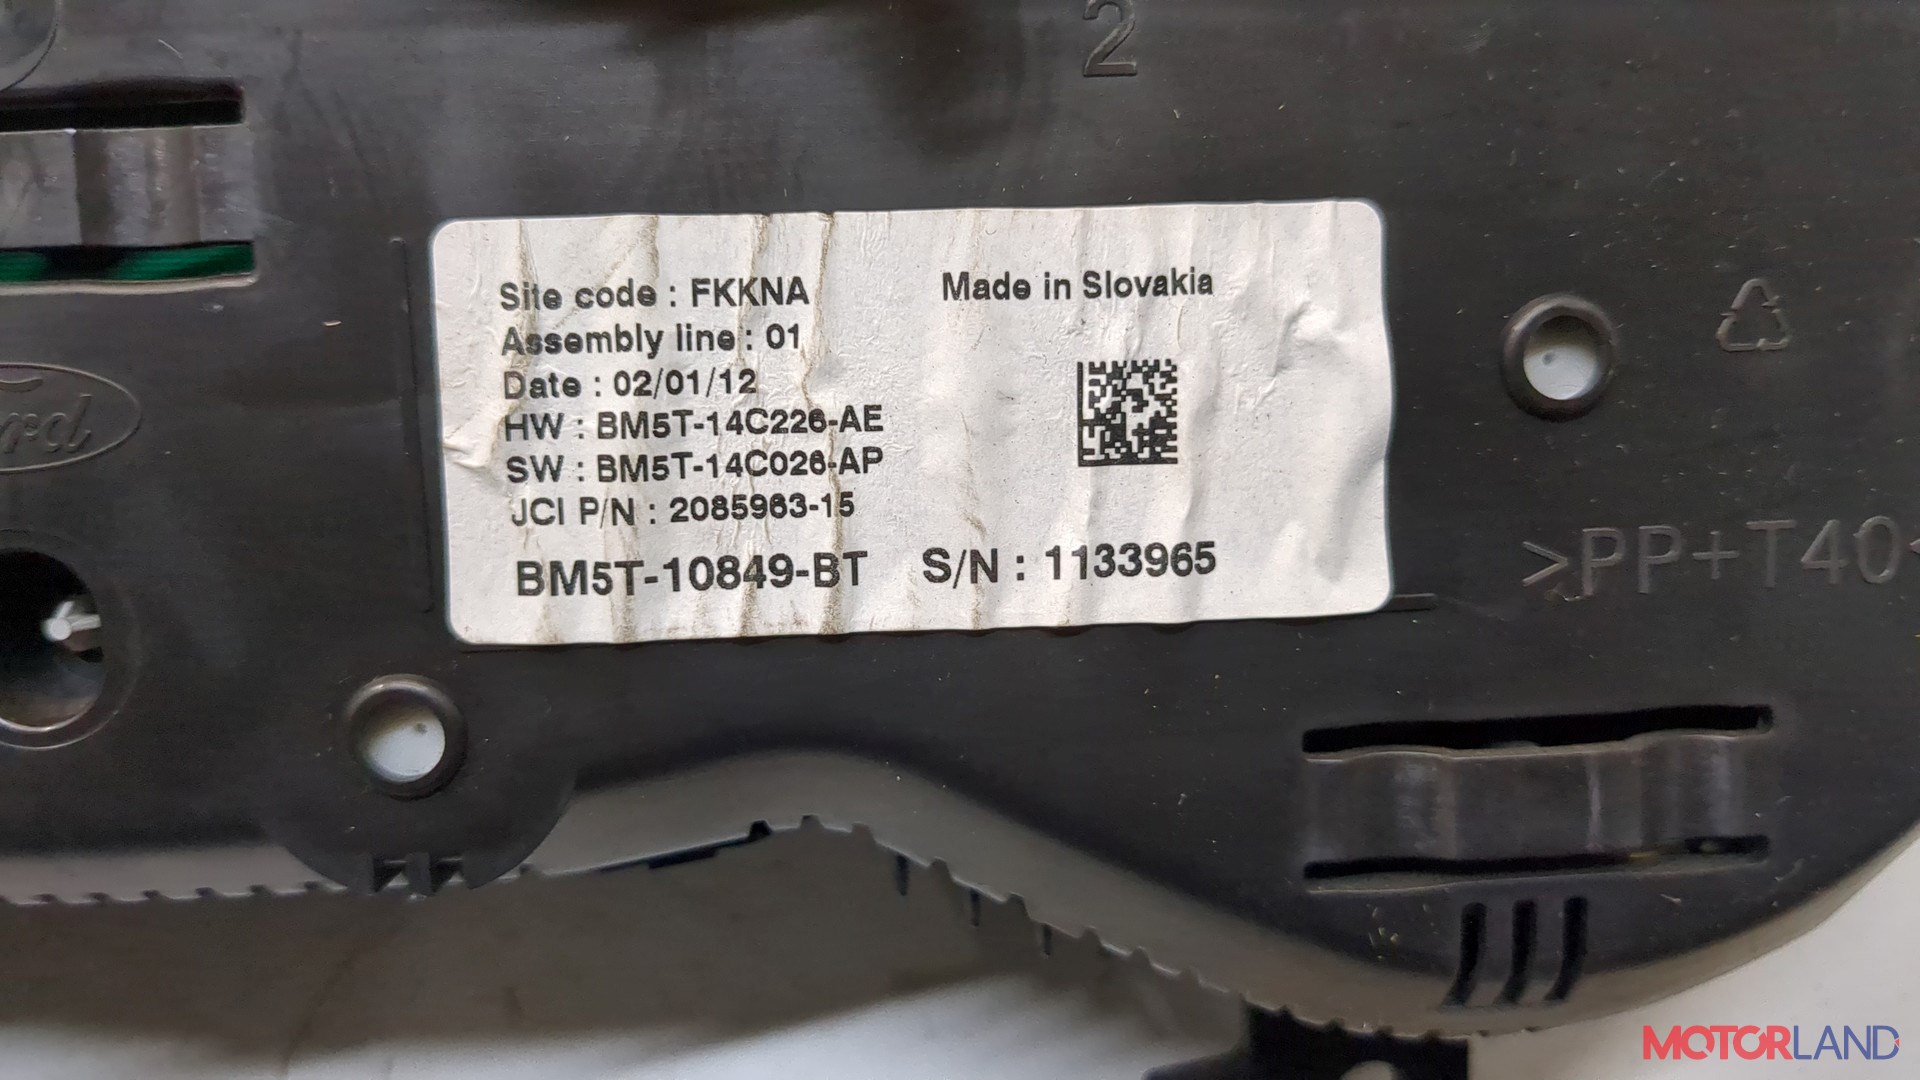 2
Site code : FKKNA
Made in Slovakia
Assembly line : 01
Date : 02/01/12
HW : BM5T-14C226-AE
SW : BM5T-14C026-AP
JCI P/N : 2085963-15
BM5T-10849-BT S/N : 1133965
Ford
>PP+T40<
MOTORLAND